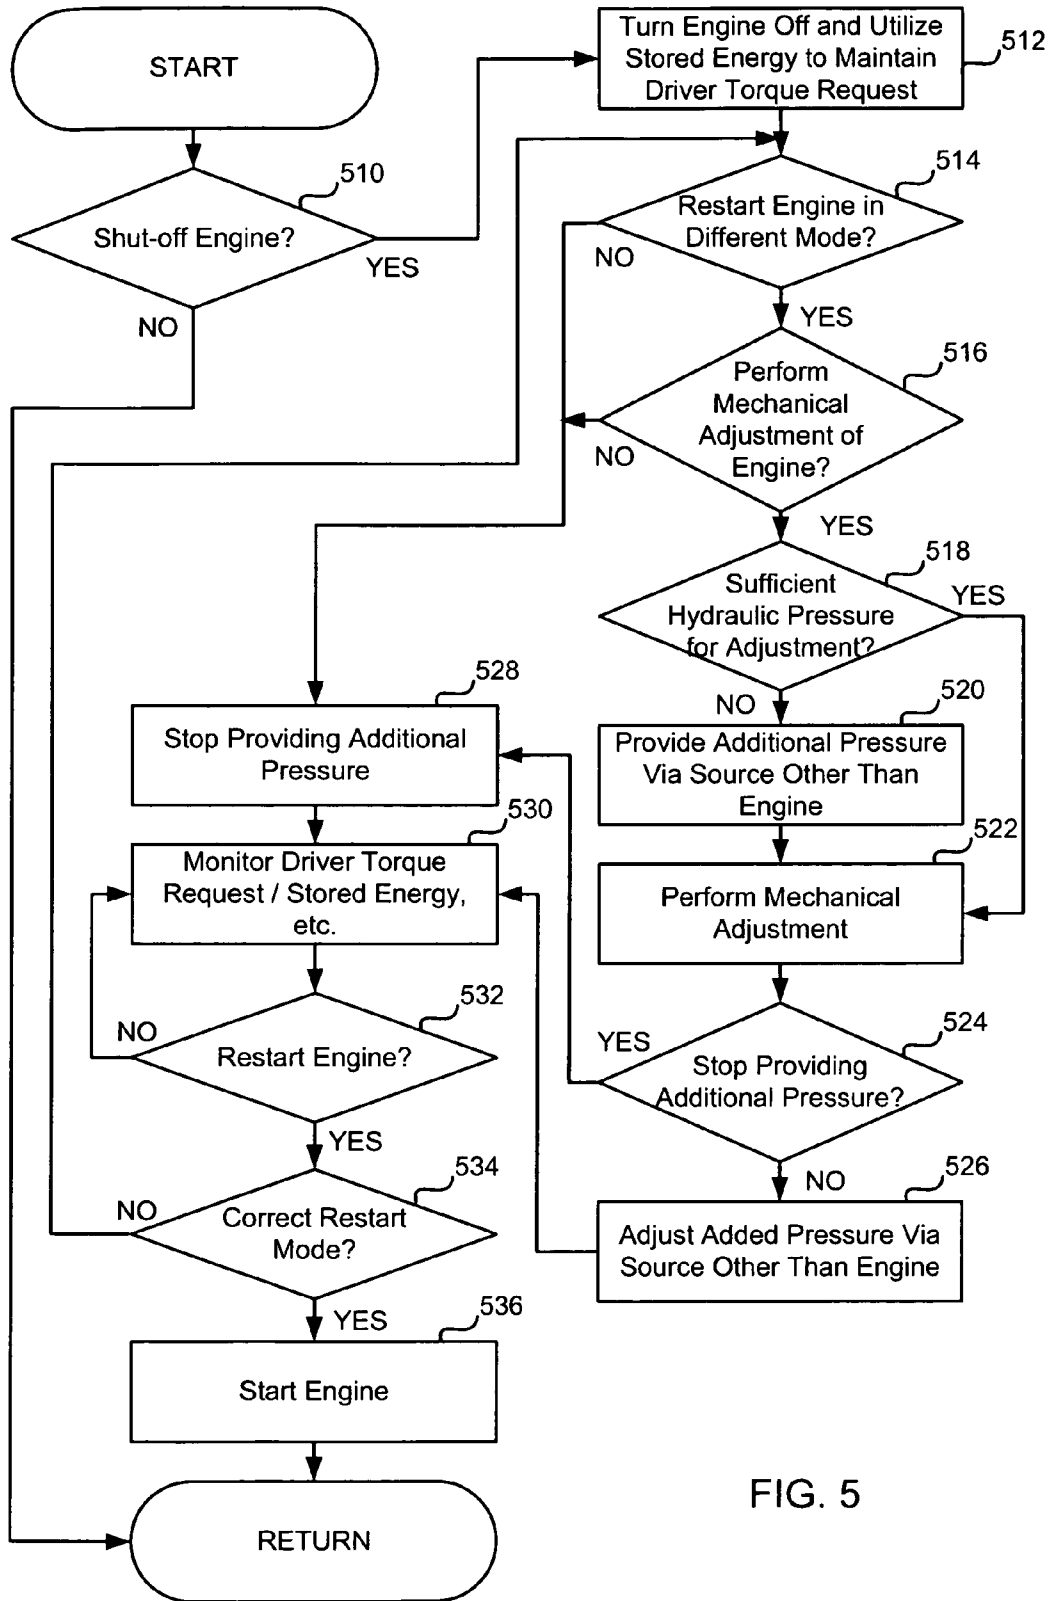 START
510
Shut-off Engine?
YES
NO
Turn Engine Off and Utilize
Stored Energy to Maintain
Driver Torque Request
512
514
Restart Engine in
Different Mode?
NO
YES
516
Perform
Mechanical
Adjustment of
Engine?
NO
YES
518
Sufficient
Hydraulic Pressure
for Adjustment?
YES
NO
520
Provide Additional Pressure
Via Source Other Than
Engine
522
Perform Mechanical
Adjustment
524
Stop Providing
Additional Pressure?
YES
NO
526
Adjust Added Pressure Via
Source Other Than Engine
528
Stop Providing Additional
Pressure
530
Monitor Driver Torque
Request / Stored Energy,
etc.
532
Restart Engine?
NO
YES
534
Correct Restart
Mode?
NO
YES
536
Start Engine
RETURN
FIG. 5